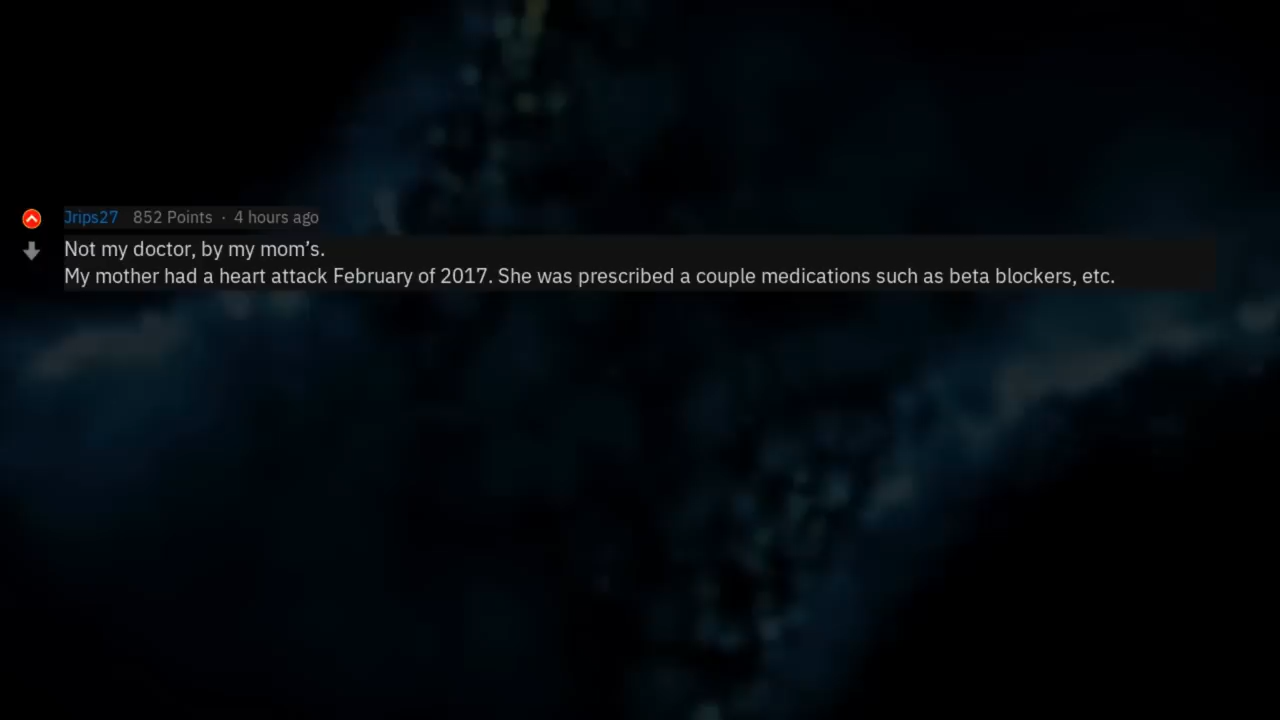 Jrips27 852 Points · 4 hours ago
Not my doctor, by my mom’s.
My mother had a heart attack February of 2017. She was prescribed a couple medications such as beta blockers, etc.